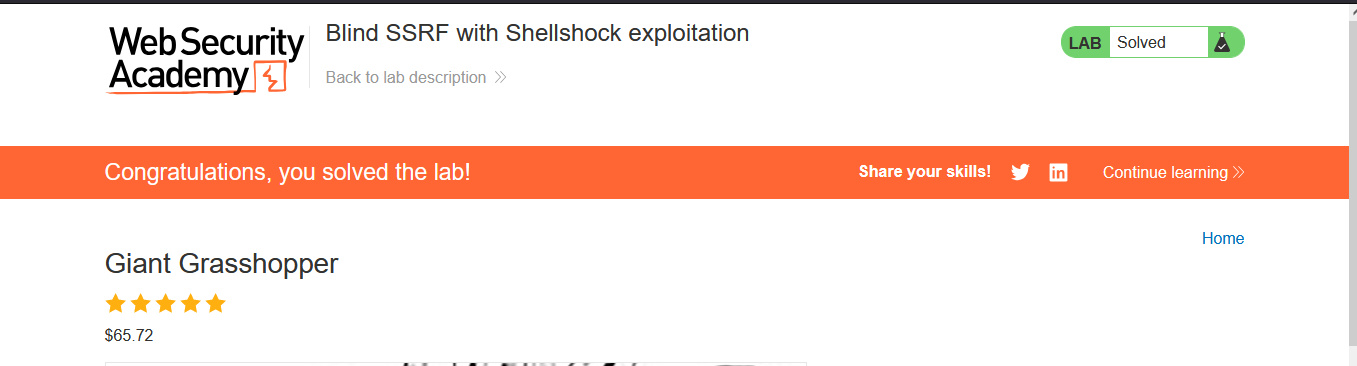 Web Security
Academy
Blind SSRF with Shellshock exploitation
Back to lab description
LAB Solved
Congratulations, you solved the lab!
Share your skills!
Continue learning
Home
Giant Grasshopper
$65.72